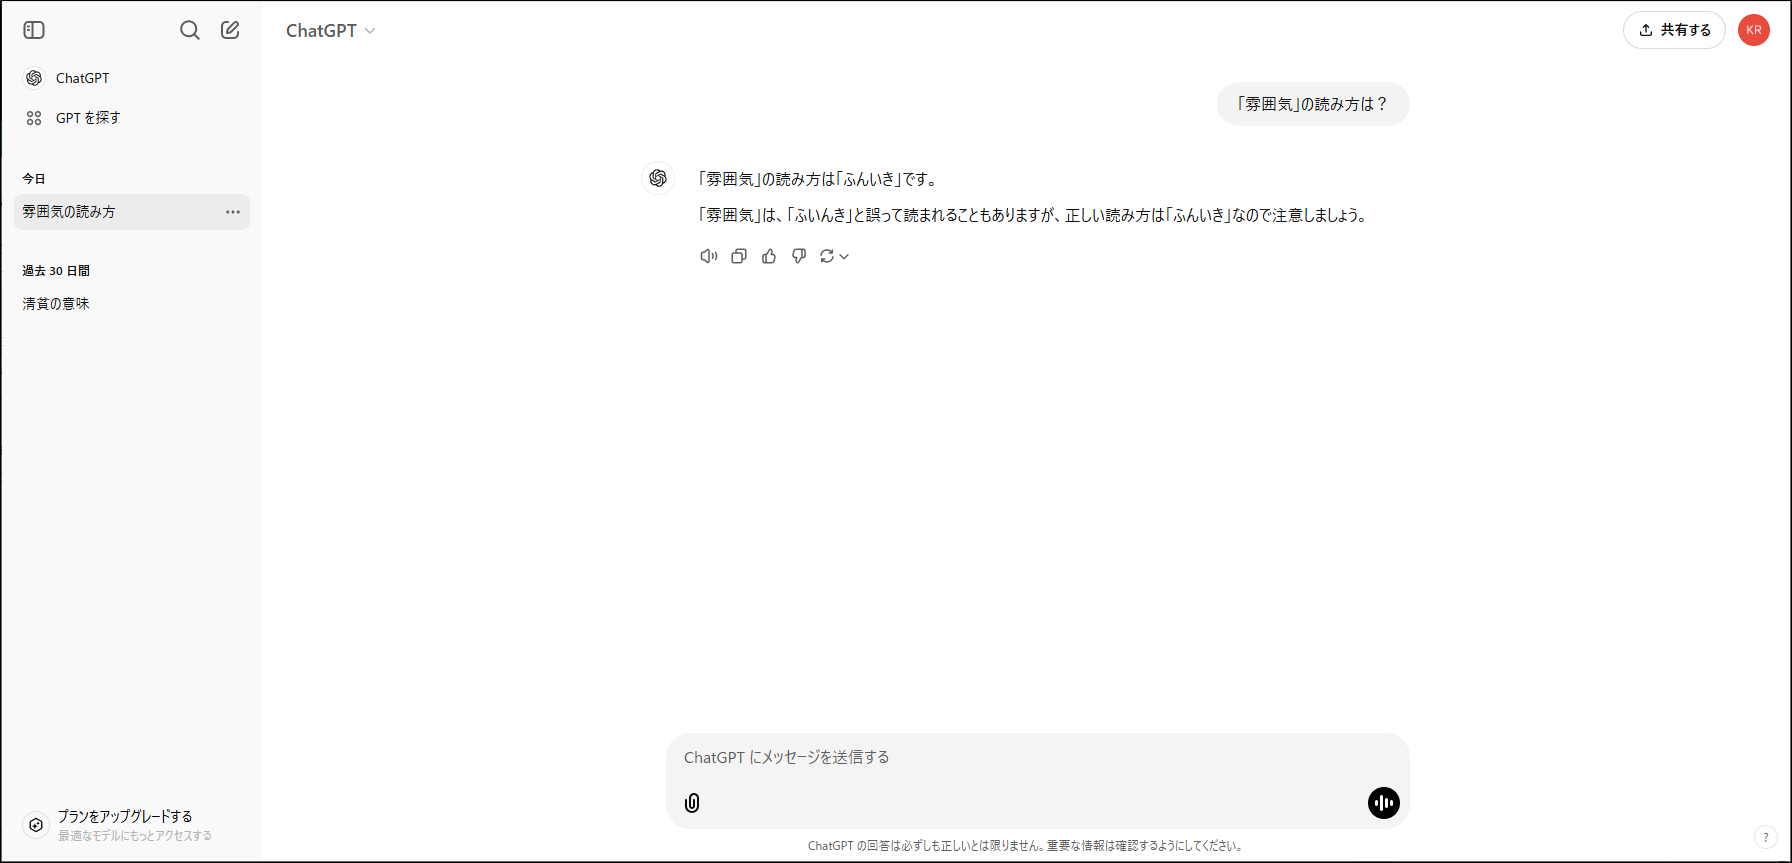 ChatGPT
GPT を探す
今日
雰囲気の読み方
過去 30 日間
清貧の意味
プランをアップグレードする
最適なモデルにもっとアクセスする
ChatGPT
共有する
KR
「雰囲気」の読み方は？
「雰囲気」の読み方は「ふんいき」です。
「雰囲気」は、「ふいんき」と誤って読まれることもありますが、正しい読み方は「ふんいき」なので注意しましょう。
ChatGPT にメッセージを送信する
ChatGPT の回答は必ずしも正しいとは限りません。重要な情報は確認するようにしてください。
?